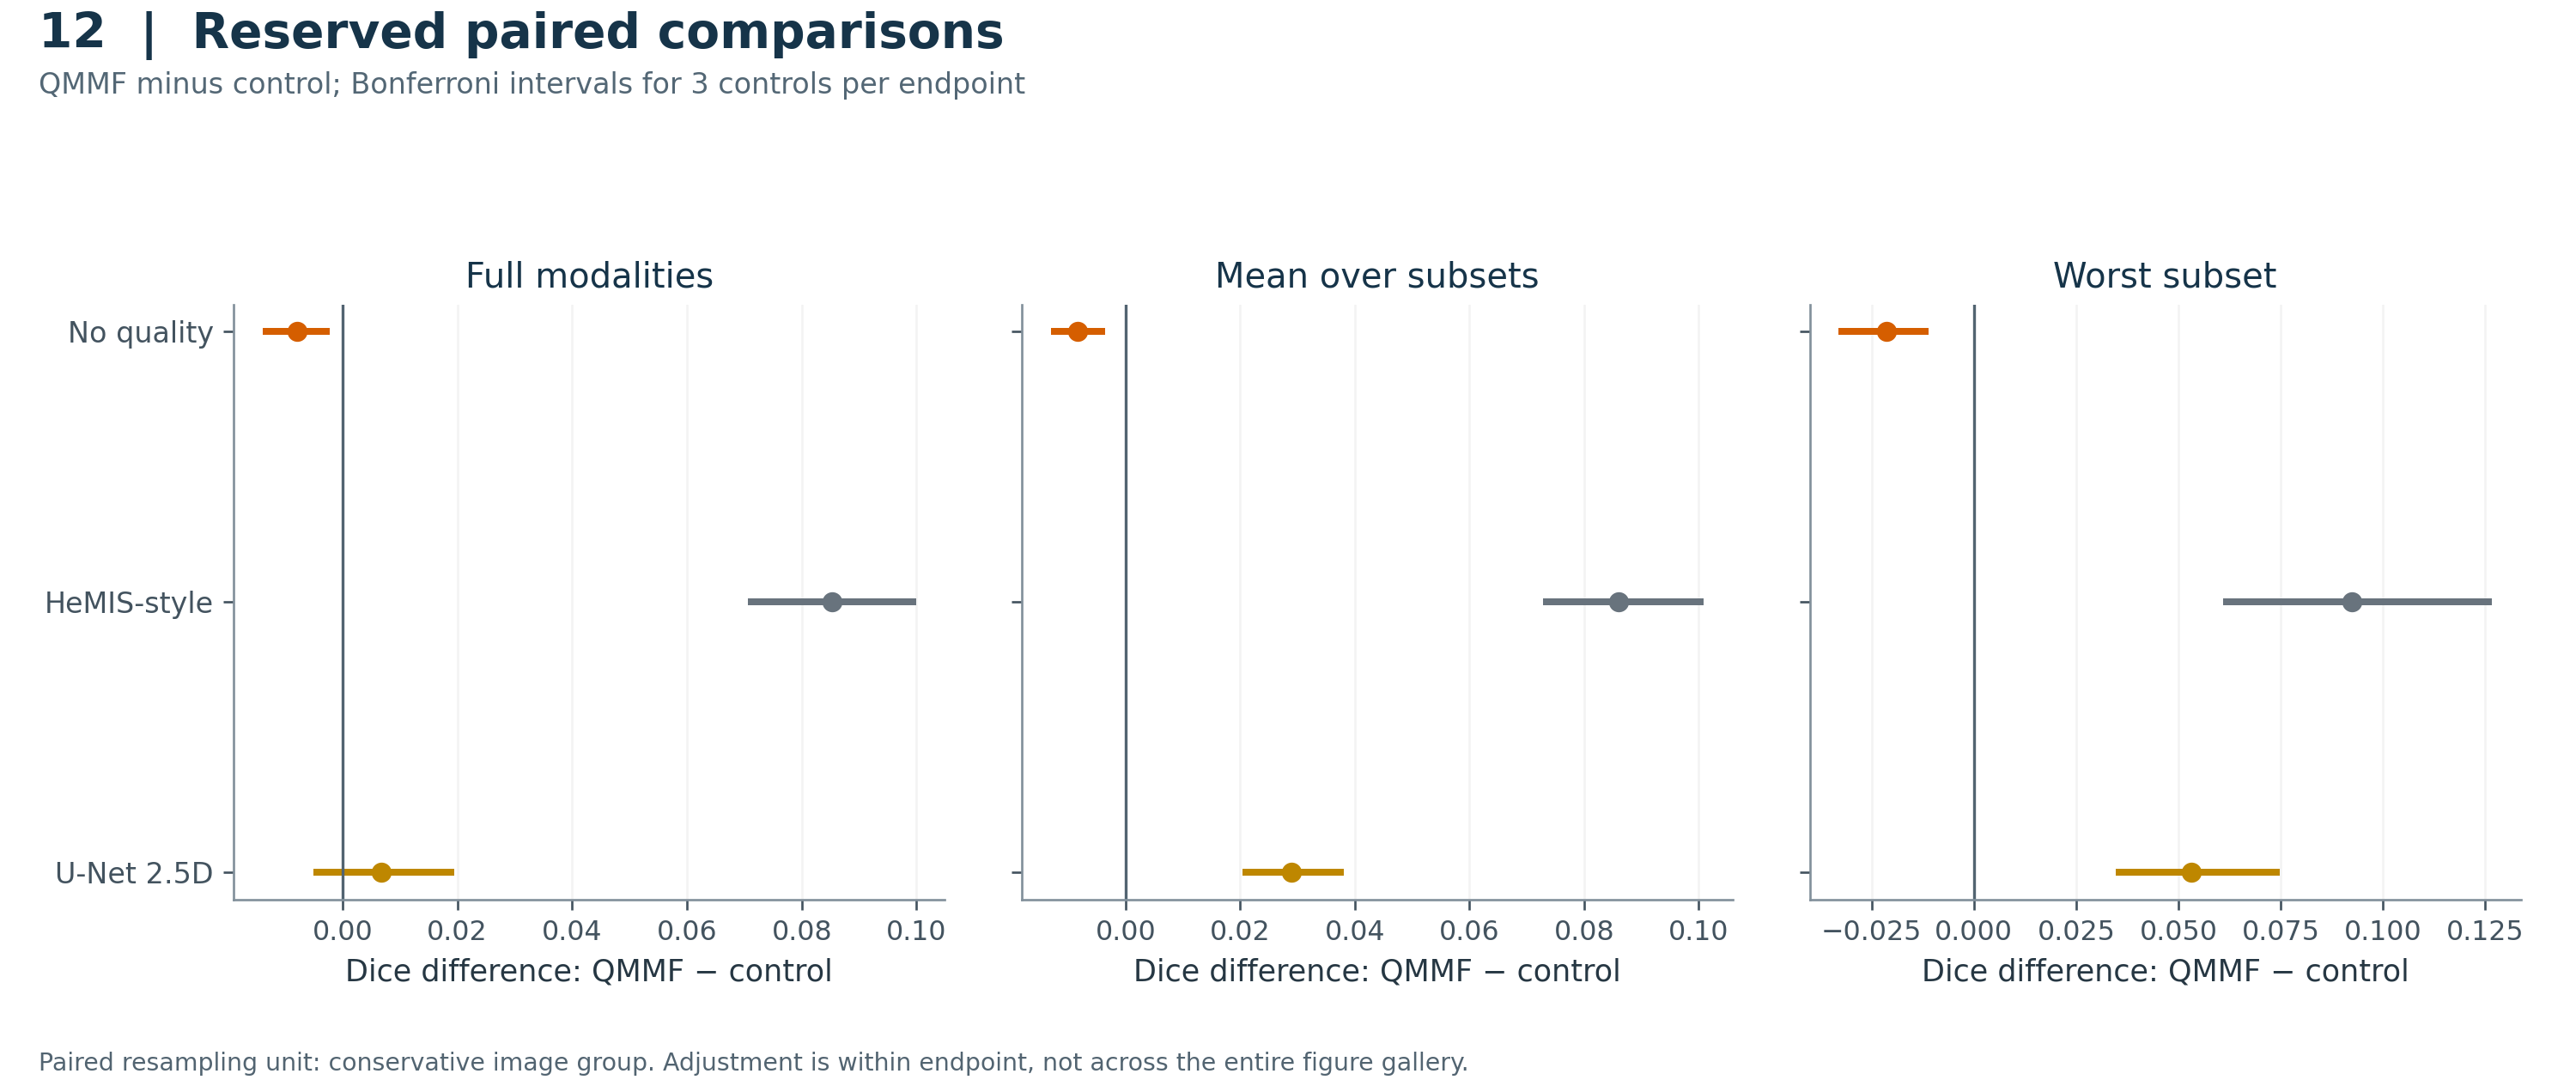 12 | Reserved paired comparisons
QMMF minus control; Bonferroni intervals for 3 controls per endpoint
Full modalities
Mean over subsets
Worst subset
No quality
HeMIS-style
U-Net 2.5D
0.00 0.02 0.04 0.06 0.08 0.10
0.00 0.02 0.04 0.06 0.08 0.10
−0.025 0.000 0.025 0.050 0.075 0.100 0.125
Dice difference: QMMF − control
Dice difference: QMMF − control
Dice difference: QMMF − control
Paired resampling unit: conservative image group. Adjustment is within endpoint, not across the entire figure gallery.